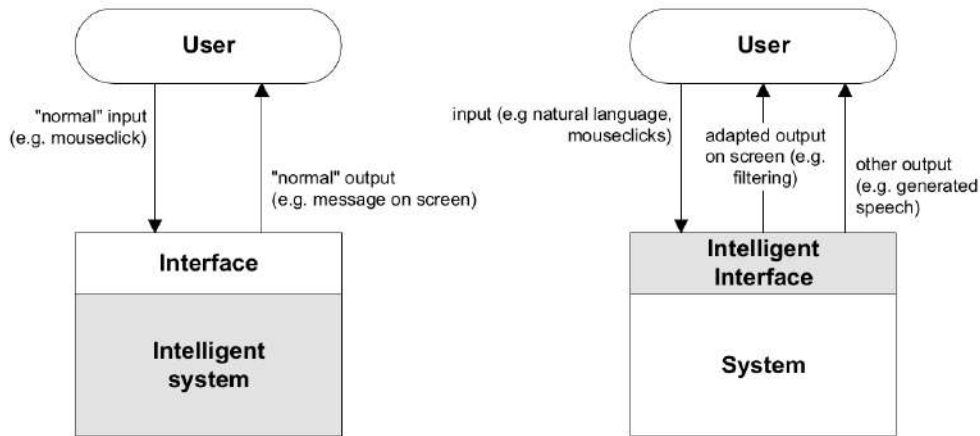 User
"normal" input
(e.g. mouseclick)
"normal" output
(e.g. message on screen)
Interface
Intelligent
system
User
input (e.g natural language,
mouseclicks)
adapted output
on screen (e.g.
filtering)
other output
(e.g. generated
speech)
Intelligent
Interface
System